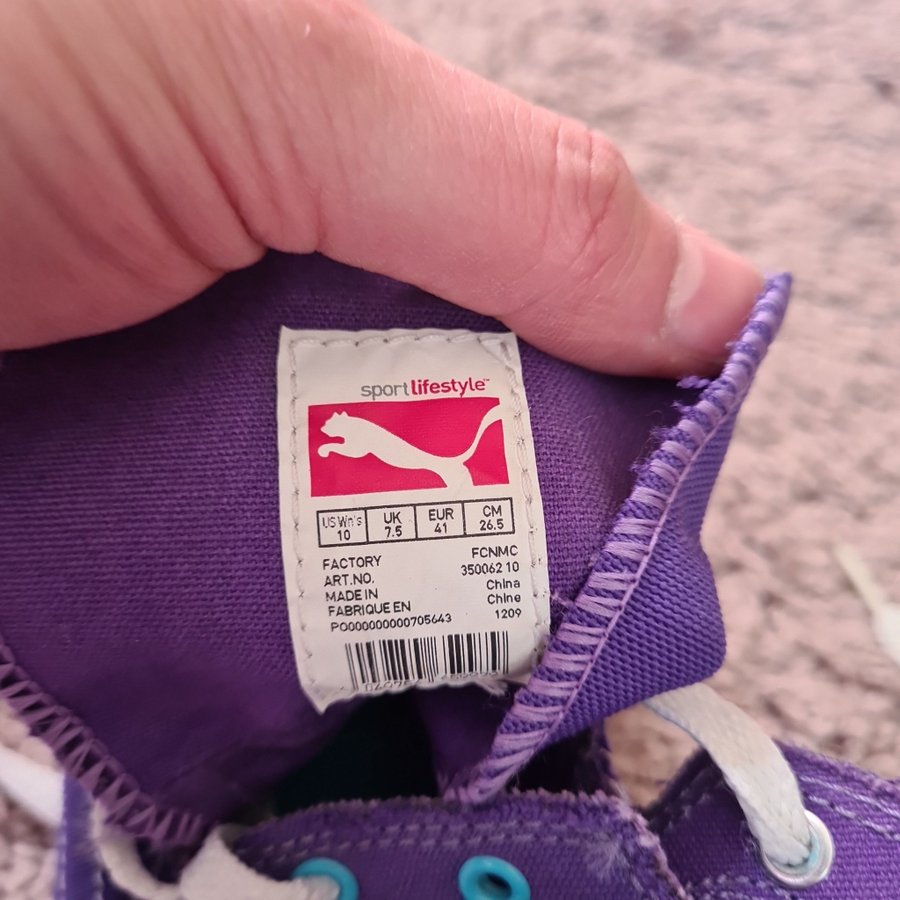 sportlifestyle™
US Wn's UK EUR CM
10 7.5 41 26.5
FACTORY FCNMC
ART.NO. 350062 10
MADE IN China
FABRIQUE EN Chine
PO000000000705643 1209